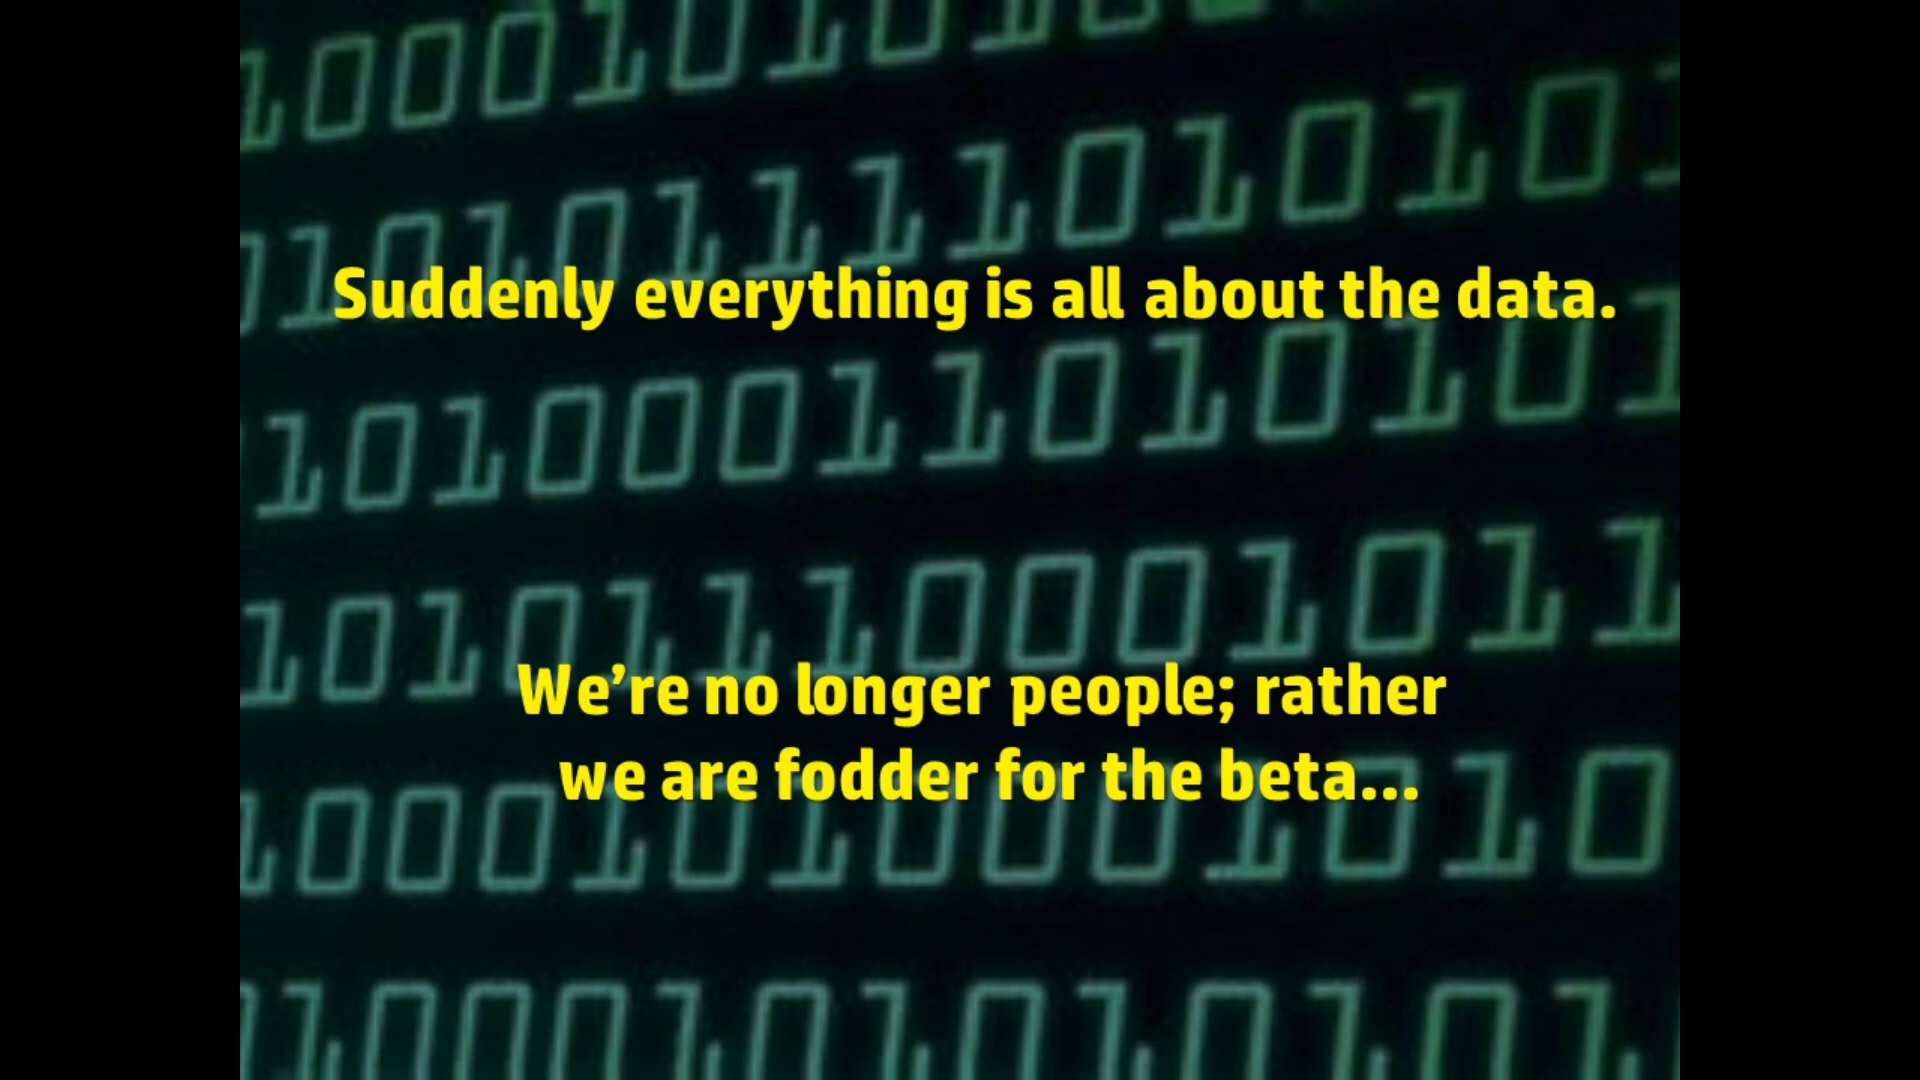 Suddenly everything is all about the data.
We're no longer people; rather
we are fodder for the beta...